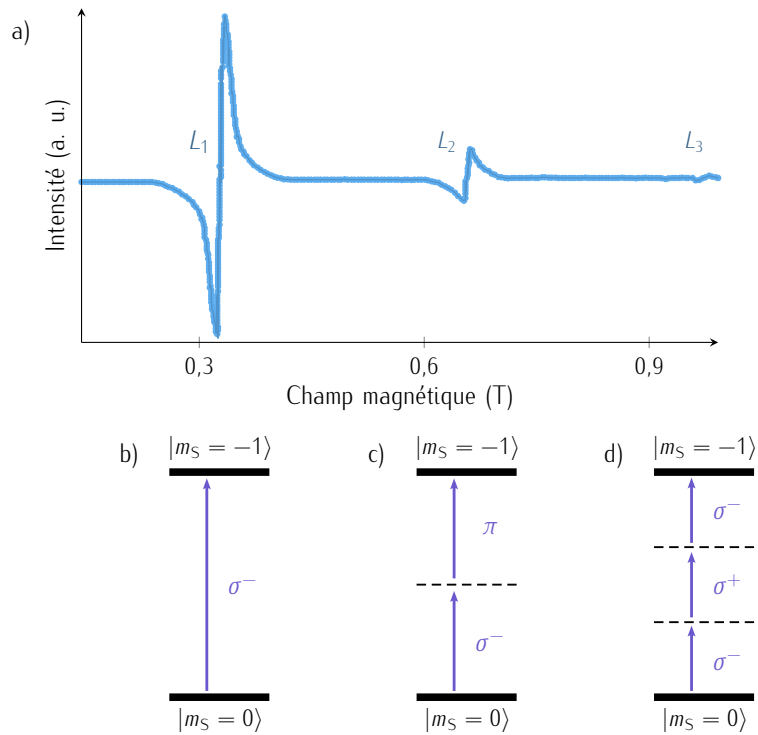 a)
Intensité (a. u.)
L₁
L₂
L₃
0,3
0,6
0,9
Champ magnétique (T)
b)
|mS = −1⟩
σ⁻
|mS = 0⟩
c)
|mS = −1⟩
π
σ⁻
|mS = 0⟩
d)
|mS = −1⟩
σ⁻
σ⁺
σ⁻
|mS = 0⟩